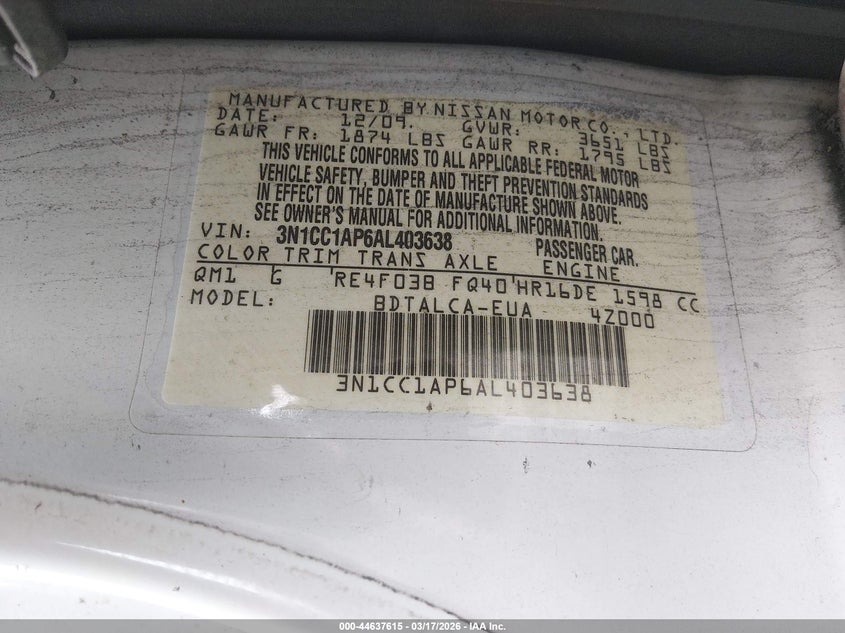 MANUFACTURED BY NISSAN MOTOR CO., LTD.
DATE: 12/09. GVWR: 3651 LBS
GAWR FR: 1874 LBS GAWR RR: 1795 LBS
THIS VEHICLE CONFORMS TO ALL APPLICABLE FEDERAL MOTOR
VEHICLE SAFETY, BUMPER AND THEFT PREVENTION STANDARDS
IN EFFECT ON THE DATE OF MANUFACTURE SHOWN ABOVE.
SEE OWNER'S MANUAL FOR ADDITIONAL INFORMATION.
VIN: 3N1CC1AP6AL403638 PASSENGER CAR.
COLOR TRIM TRANS AXLE ENGINE
QM1 G RE4F03B FQ40 HR16DE 1598 CC
MODEL: BDTALCA-EUA 4Z000
3N1CC1AP6AL403638
000-44637615 - 03/17/2026 - IAA Inc.